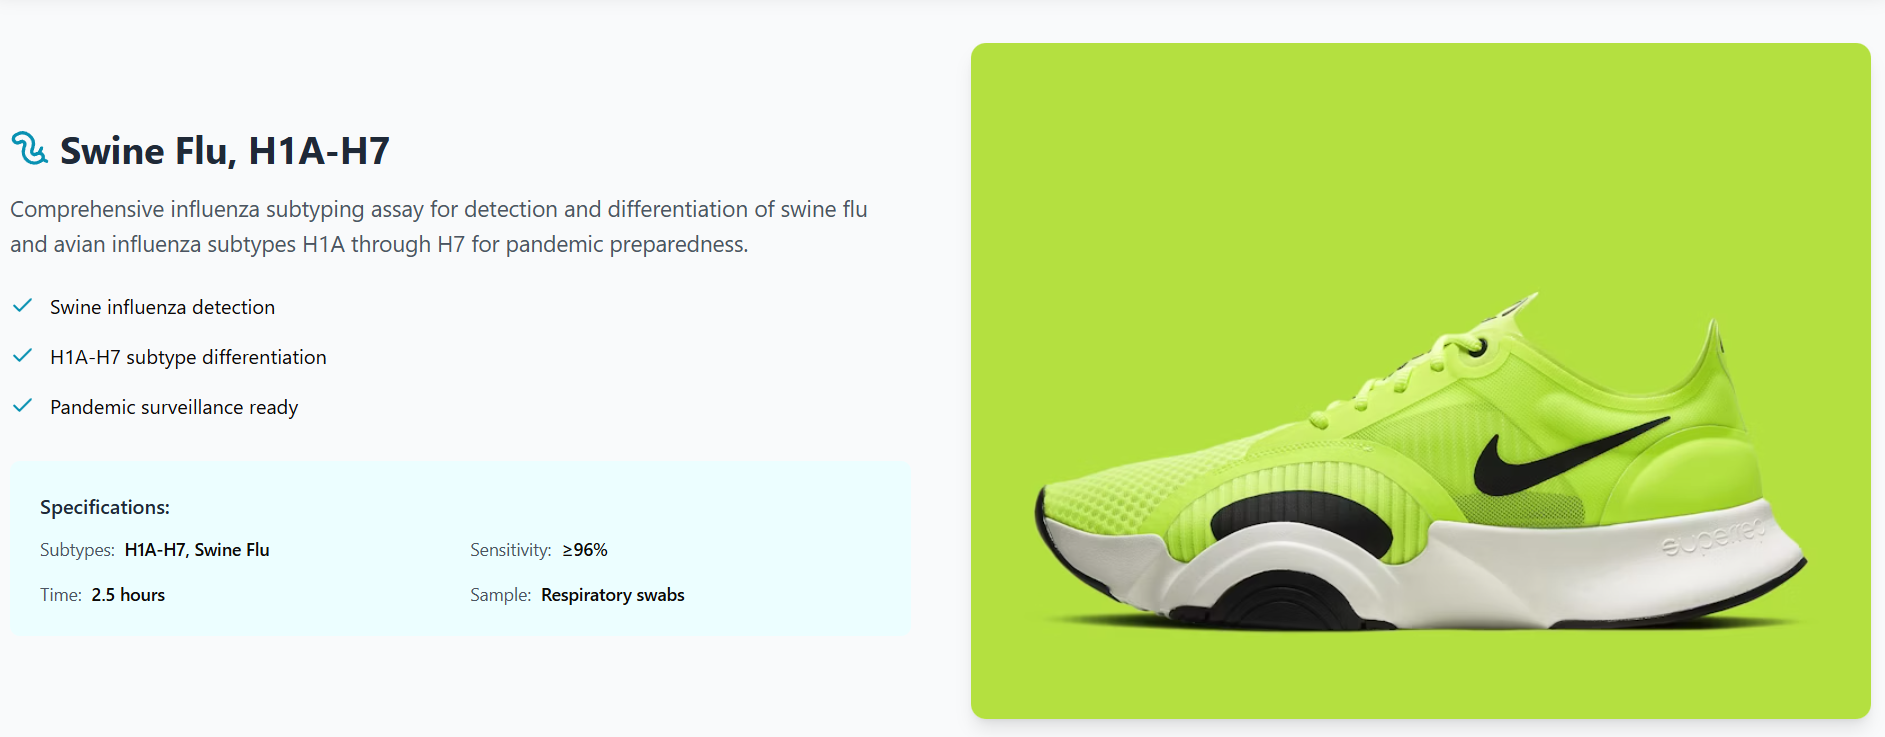 Swine Flu, H1A-H7
Comprehensive influenza subtyping assay for detection and differentiation of swine flu
and avian influenza subtypes H1A through H7 for pandemic preparedness.
Swine influenza detection
H1A-H7 subtype differentiation
Pandemic surveillance ready
Specifications:
Subtypes: H1A-H7, Swine Flu
Sensitivity: ≥96%
Time: 2.5 hours
Sample: Respiratory swabs
superrep